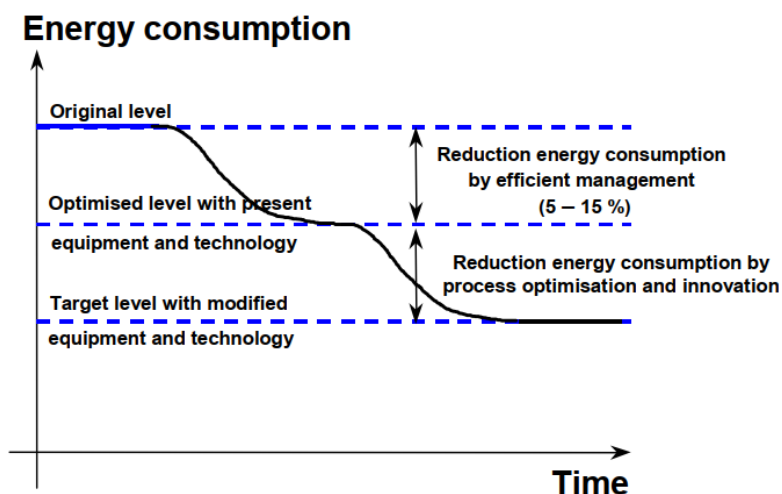 Energy consumption
Original level
Reduction energy consumption
by efficient management
(5 – 15 %)
Optimised level with present
equipment and technology
Reduction energy consumption by
process optimisation and innovation
Target level with modified
equipment and technology
Time